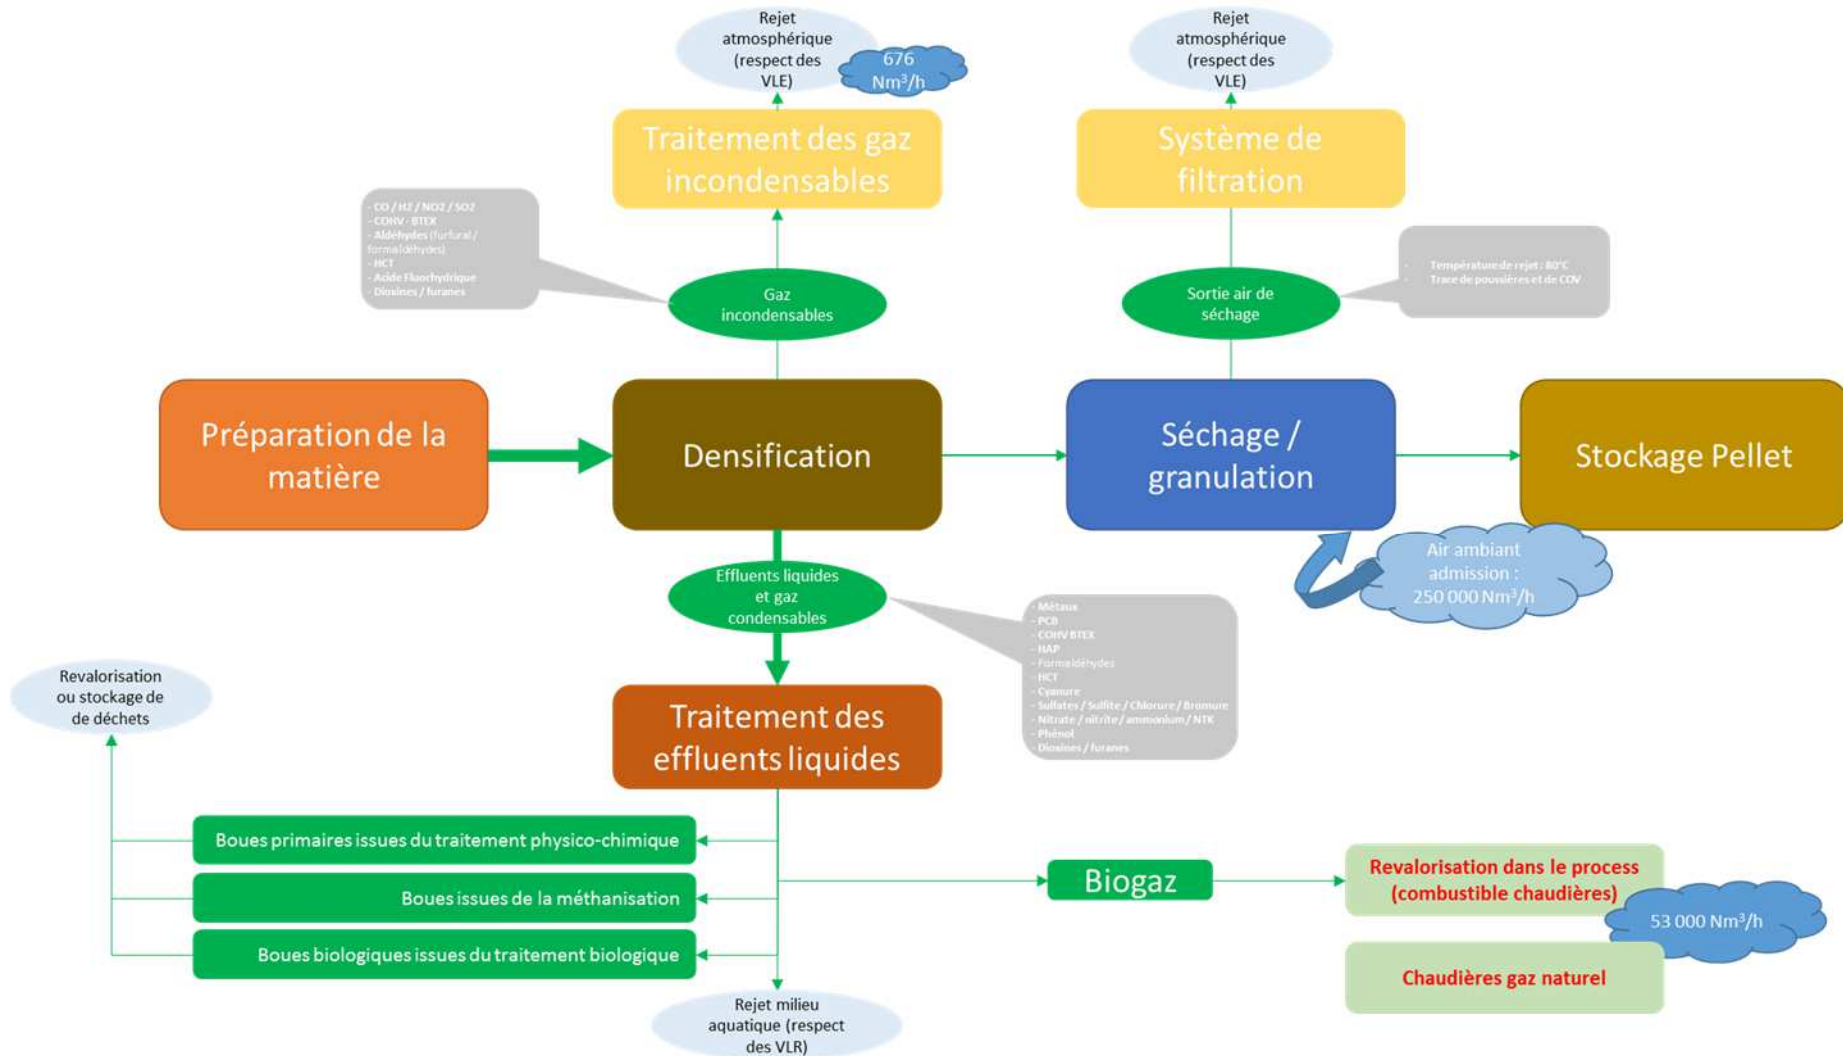 Rejet
atmosphérique
(respect des
VLE)
676
Nm³/h
Rejet
atmosphérique
(respect des
VLE)
Traitement des gaz
incondensables
Système de
filtration
- CO / H2 / NO2 / SO2
- COHV - BTEX
- Aldéhydes (furfural /
formaldéhydes)
- HCT
- Acide Fluorhydrique
- Dioxines / furanes
Gaz
incondensables
Sortie air de
séchage
- Température de rejet : 80°C
- Trace de poussières et de COV
Préparation de la
matière
Densification
Séchage /
granulation
Stockage Pellet
Air ambiant
admission :
250 000 Nm³/h
Effluents liquides
et gaz
condensables
- Métaux
- PCB
- COHV BTEX
- HAP
- Formaldéhydes
- HCT
- Cyanure
- Sulfates / Sulfite / Chlorure / Bromure
- Nitrate / nitrite / ammonium / NTK
- Phénol
- Dioxines / furanes
Revalorisation
ou stockage de
de déchets
Traitement des
effluents liquides
Boues primaires issues du traitement physico-chimique
Boues issues de la méthanisation
Boues biologiques issues du traitement biologique
Biogaz
Revalorisation dans le process
(combustible chaudières)
53 000 Nm³/h
Chaudières gaz naturel
Rejet milieu
aquatique (respect
des VLR)